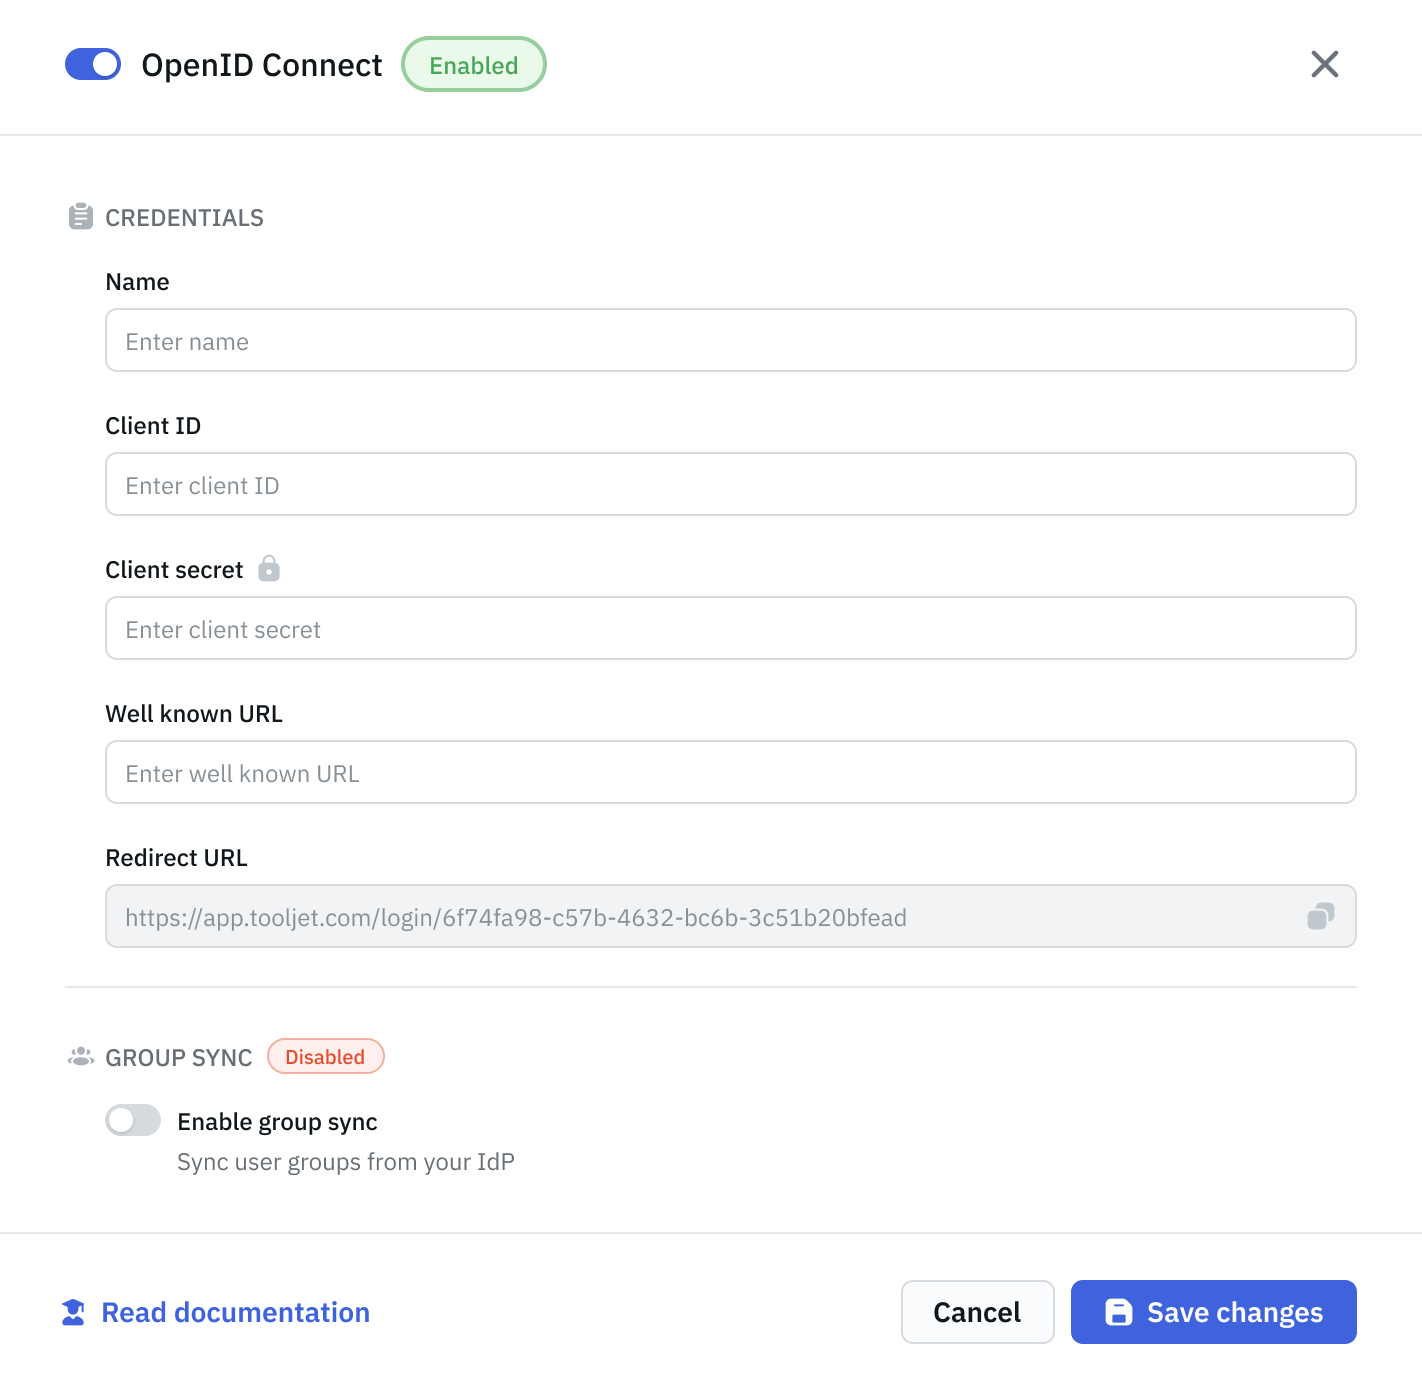 OpenID Connect Enabled
CREDENTIALS
Name
Enter name
Client ID
Enter client ID
Client secret
Enter client secret
Well known URL
Enter well known URL
Redirect URL
https://app.tooljet.com/login/6f74fa98-c57b-4632-bc6b-3c51b20bfead
GROUP SYNC Disabled
Enable group sync
Sync user groups from your IdP
Read documentation Cancel Save changes